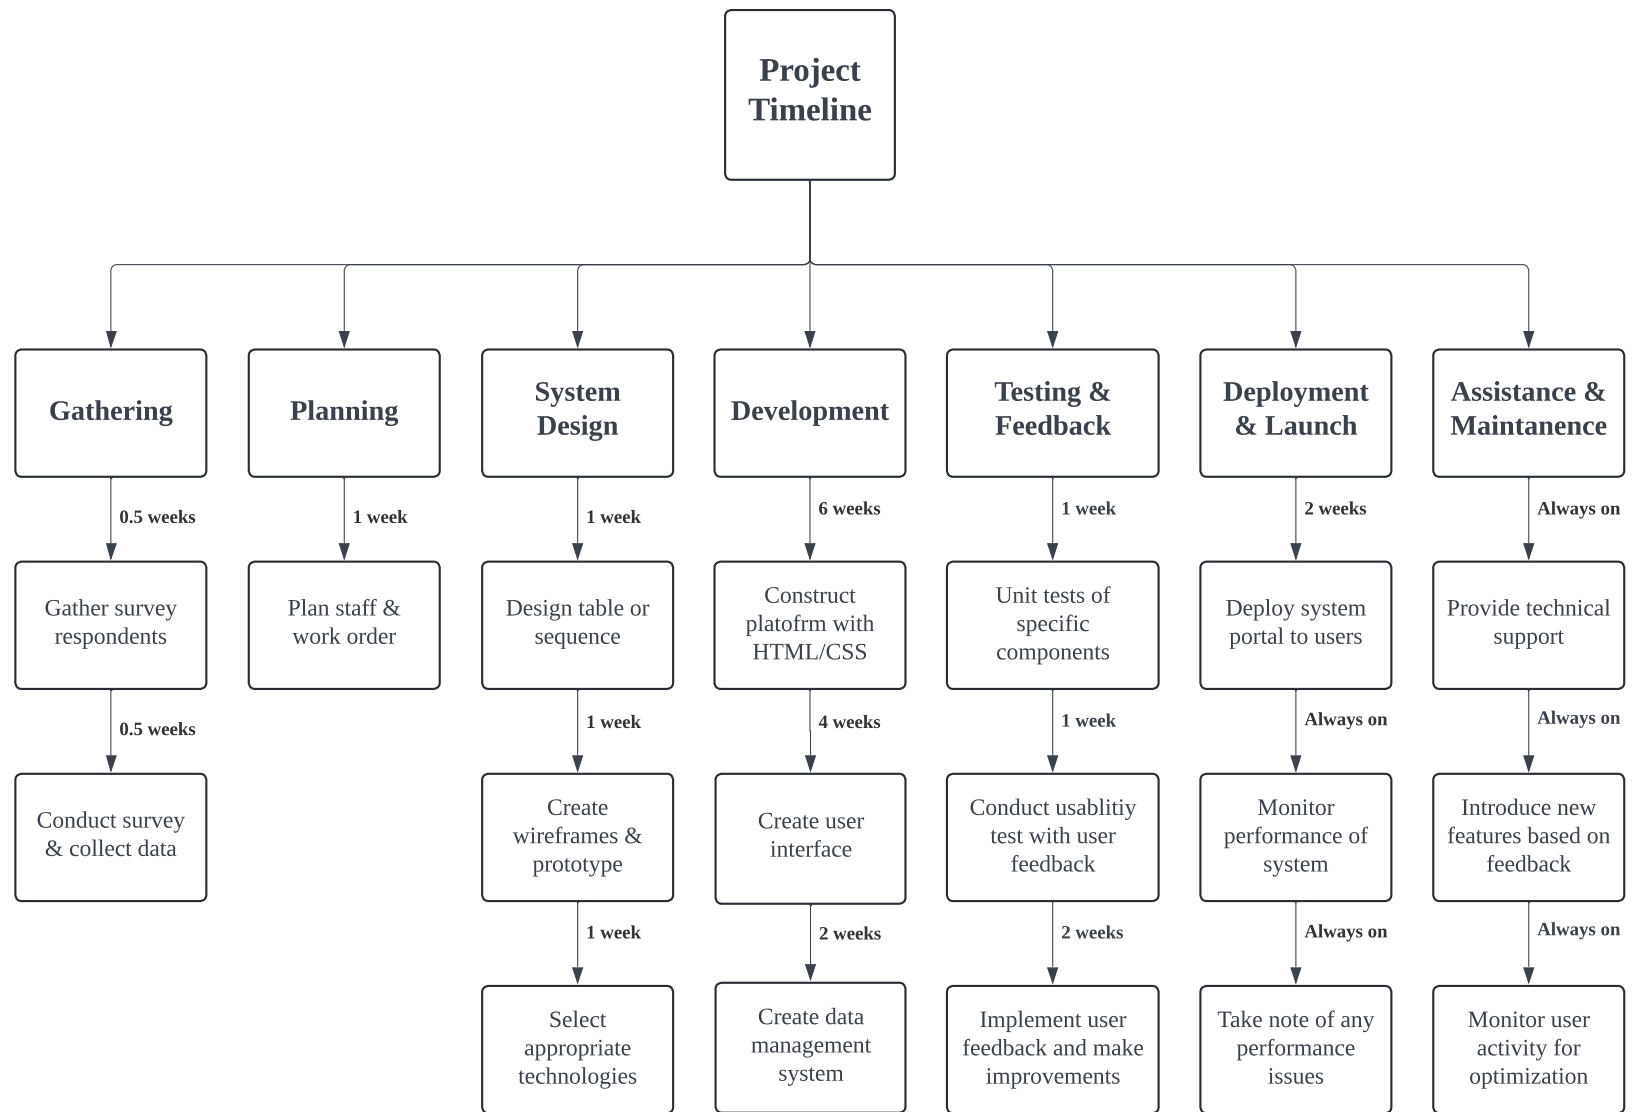 Project
Timeline
Gathering
Planning
System
Design
Development
Testing &
Feedback
Deployment
& Launch
Assistance &
Maintanence
0.5 weeks
1 week
1 week
6 weeks
1 week
2 weeks
Always on
Gather survey
respondents
Plan staff &
work order
Design table or
sequence
Construct
platofrm with
HTML/CSS
Unit tests of
specific
components
Deploy system
portal to users
Provide technical
support
0.5 weeks
1 week
4 weeks
1 week
Always on
Always on
Conduct survey
& collect data
Create
wireframes &
prototype
Create user
interface
Conduct usablitiy
test with user
feedback
Monitor
performance of
system
Introduce new
features based on
feedback
1 week
2 weeks
2 weeks
Always on
Always on
Select
appropriate
technologies
Create data
management
system
Implement user
feedback and make
improvements
Take note of any
performance
issues
Monitor user
activity for
optimization